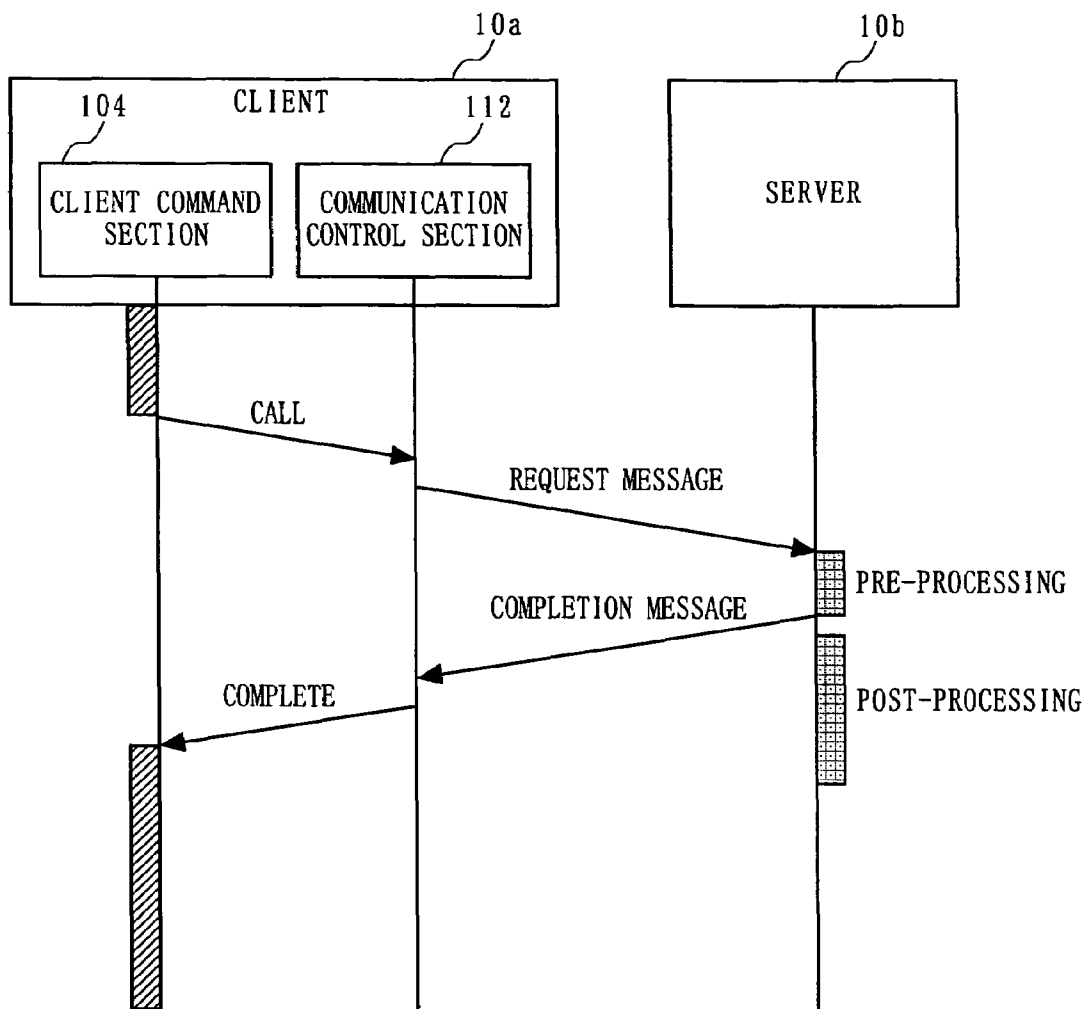 10a
10b
CLIENT
104
112
CLIENT COMMAND
SECTION
COMMUNICATION
CONTROL SECTION
SERVER
CALL
REQUEST MESSAGE
PRE-PROCESSING
COMPLETION MESSAGE
COMPLETE
POST-PROCESSING